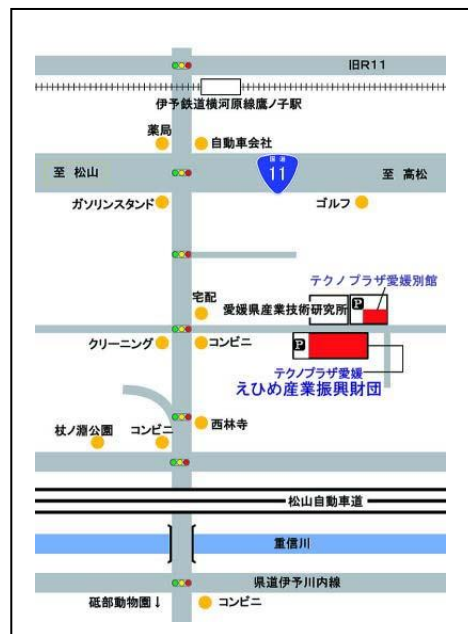 旧R11
伊予鉄道横河原線鷹ノ子駅
薬局
自動車会社
至 松山
国道
11
至 高松
ガソリンスタンド
ゴルフ
テクノプラザ愛媛別館
宅配
愛媛県産業技術研究所
P
クリーニング
コンビニ
P
テクノプラザ愛媛
えひめ産業振興財団
杖ノ淵公園
コンビニ
西林寺
松山自動車道
重信川
県道伊予川内線
砥部動物園↓
コンビニ